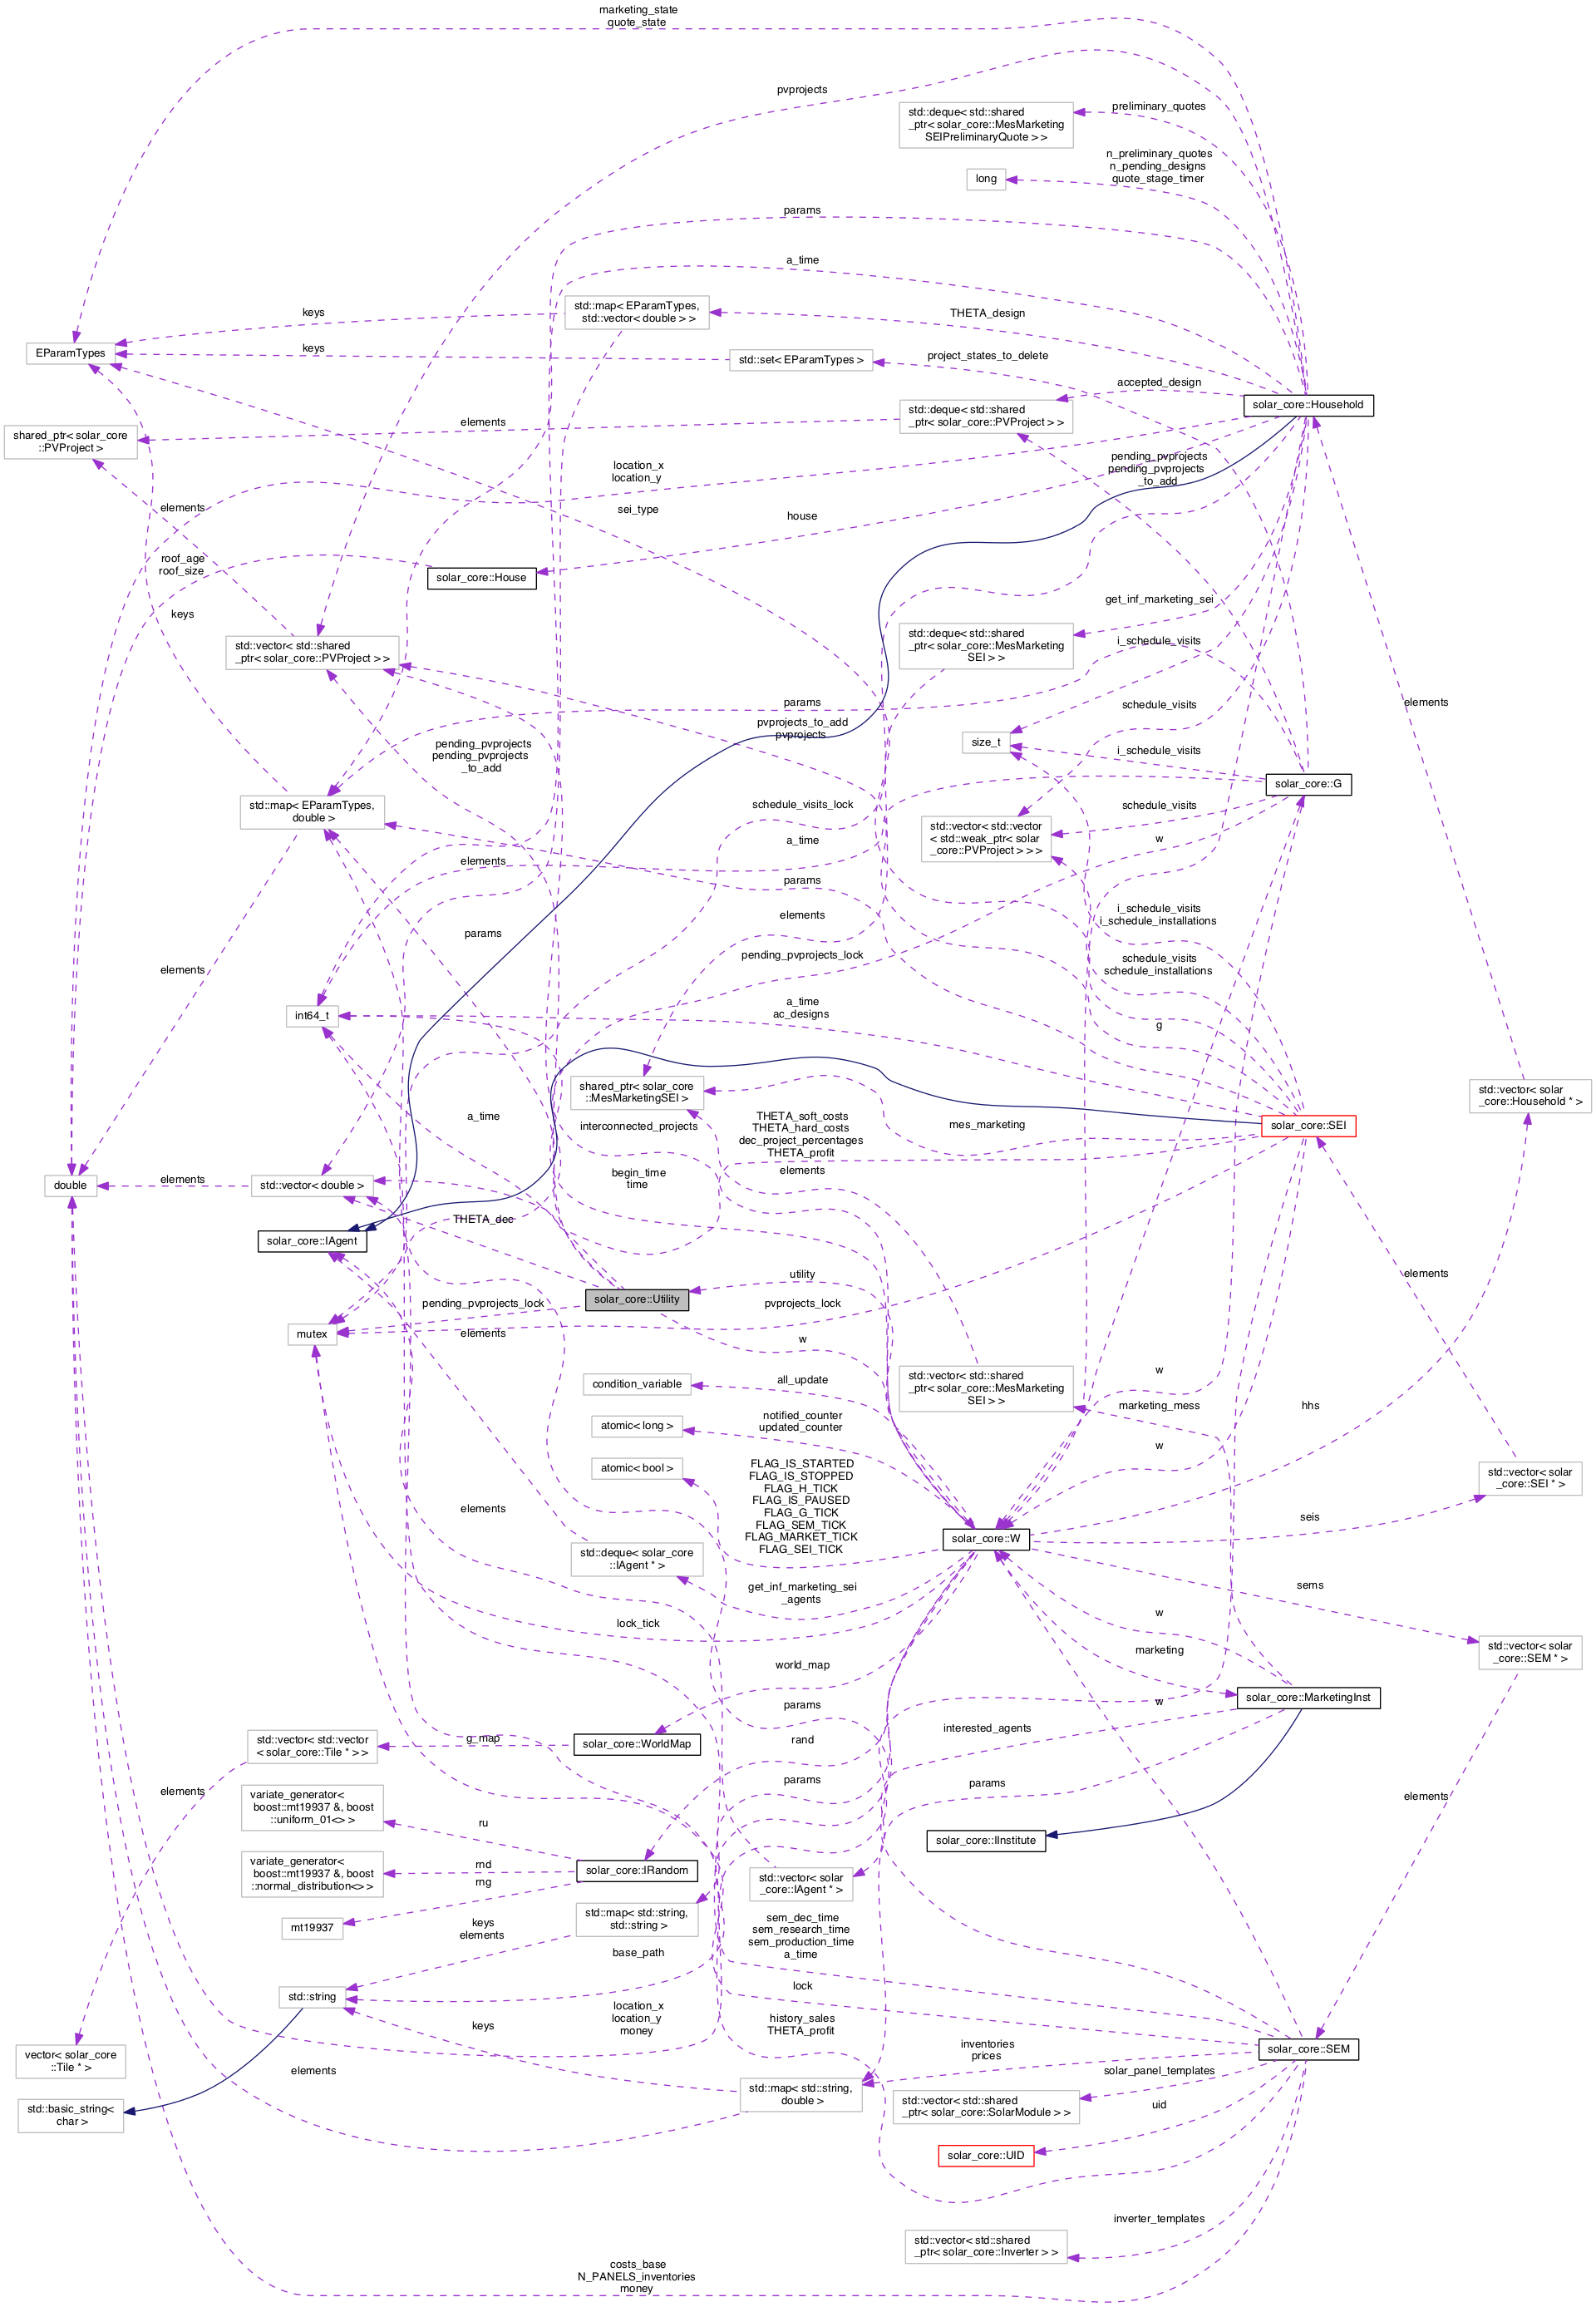 marketing_state
quote_state
pvprojects
std::deque< std::shared
_ptr< solar_core::MesMarketing
SEIPreliminaryQuote > >
preliminary_quotes
n_preliminary_quotes
n_pending_designs
quote_stage_timer
long
params
a_time
std::map< EParamTypes,
std::vector< double > >
keys
THETA_design
EParamTypes
keys
std::set< EParamTypes >
project_states_to_delete
accepted_design
solar_core::Household
std::deque< std::shared
_ptr< solar_core::PVProject > >
elements
shared_ptr< solar_core
::PVProject >
location_x
location_y
pending_pvprojects
pending_pvprojects
_to_add
elements
sei_type
house
roof_age
roof_size
solar_core::House
keys
get_inf_marketing_sei
std::vector< std::shared
_ptr< solar_core::PVProject > >
std::deque< std::shared
_ptr< solar_core::MesMarketing
SEI > >
i_schedule_visits
params
schedule_visits
pvprojects_to_add
pvprojects
pending_pvprojects
pending_pvprojects
_to_add
size_t
i_schedule_visits
solar_core::G
std::map< EParamTypes,
double >
schedule_visits_lock
schedule_visits
std::vector< std::vector
< std::weak_ptr< solar
_core::PVProject > > >
w
a_time
elements
params
elements
i_schedule_visits
i_schedule_installations
params
pending_pvprojects_lock
schedule_visits
schedule_installations
elements
a_time
ac_designs
int64_t
g
shared_ptr< solar_core
::MesMarketingSEI >
std::vector< solar
_core::Household * >
a_time
interconnected_projects
THETA_soft_costs
THETA_hard_costs
dec_project_percentages
THETA_profit
mes_marketing
solar_core::SEI
elements
begin_time
time
double
elements
std::vector< double >
THETA_dec
solar_core::IAgent
utility
elements
solar_core::Utility
pending_pvprojects_lock
pvprojects_lock
mutex
elements
w
condition_variable
all_update
std::vector< std::shared
_ptr< solar_core::MesMarketing
SEI > >
w
marketing_mess
hhs
atomic< long >
notified_counter
updated_counter
w
atomic< bool >
FLAG_IS_STARTED
FLAG_IS_STOPPED
FLAG_H_TICK
FLAG_IS_PAUSED
FLAG_G_TICK
FLAG_SEM_TICK
FLAG_MARKET_TICK
FLAG_SEI_TICK
std::vector< solar
_core::SEI * >
elements
seis
solar_core::W
std::deque< solar_core
::IAgent * >
get_inf_marketing_sei
_agents
sems
lock_tick
w
marketing
std::vector< solar
_core::SEM * >
world_map
params
w
solar_core::MarketingInst
std::vector< std::vector
< solar_core::Tile * > >
g_map
solar_core::WorldMap
rand
interested_agents
elements
variate_generator<
boost::mt19937 &, boost
::uniform_01<> >
params
params
elements
ru
solar_core::IInstitute
variate_generator<
boost::mt19937 &, boost
::normal_distribution<> >
rnd
rng
solar_core::IRandom
std::vector< solar
_core::IAgent * >
mt19937
keys
elements
std::map< std::string,
std::string >
base_path
sem_dec_time
sem_research_time
sem_production_time
a_time
std::string
lock
location_x
location_y
money
history_sales
THETA_profit
keys
vector< solar_core
::Tile * >
inventories
prices
solar_core::SEM
elements
std::map< std::string,
double >
solar_panel_templates
std::vector< std::shared
_ptr< solar_core::SolarModule > >
uid
std::basic_string<
char >
solar_core::UID
inverter_templates
std::vector< std::shared
_ptr< solar_core::Inverter > >
costs_base
N_PANELS_inventories
money